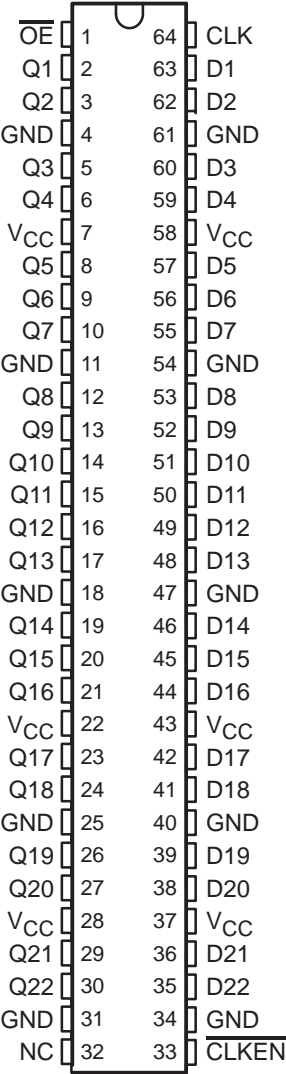 O̅E̅ 1 64 CLK
Q1 2 63 D1
Q2 3 62 D2
GND 4 61 GND
Q3 5 60 D3
Q4 6 59 D4
VCC 7 58 VCC
Q5 8 57 D5
Q6 9 56 D6
Q7 10 55 D7
GND 11 54 GND
Q8 12 53 D8
Q9 13 52 D9
Q10 14 51 D10
Q11 15 50 D11
Q12 16 49 D12
Q13 17 48 D13
GND 18 47 GND
Q14 19 46 D14
Q15 20 45 D15
Q16 21 44 D16
VCC 22 43 VCC
Q17 23 42 D17
Q18 24 41 D18
GND 25 40 GND
Q19 26 39 D19
Q20 27 38 D20
VCC 28 37 VCC
Q21 29 36 D21
Q22 30 35 D22
GND 31 34 GND
NC 32 33 C̅L̅K̅E̅N̅